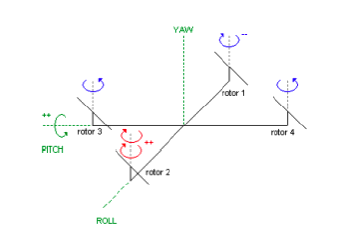 YAW
--
rotor 1
++
rotor 3
rotor 4
++
PITCH
rotor 2
ROLL